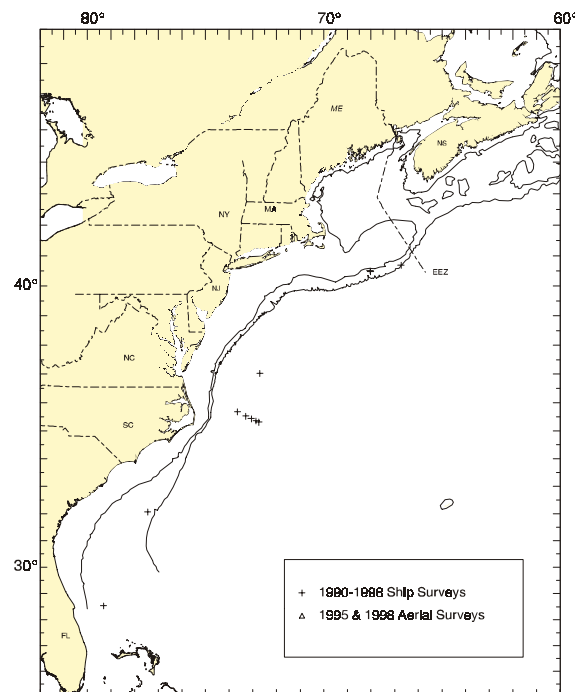 80° 70° 60°
ME
NS
NY MA
EEZ
NJ
40°
NC
SC
30°
1990-1998 Ship Surveys
1995 & 1998 Aerial Surveys
FL